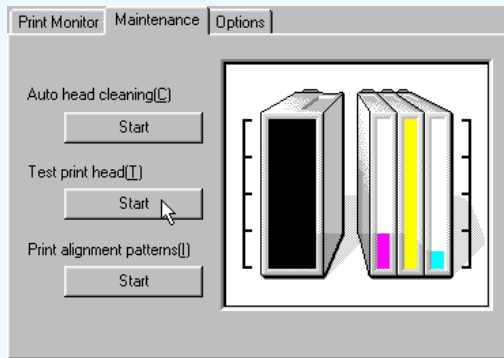 Print Monitor Maintenance Options
Auto head cleaning(C)
Start
Test print head(T)
Start
Print alignment patterns(I)
Start